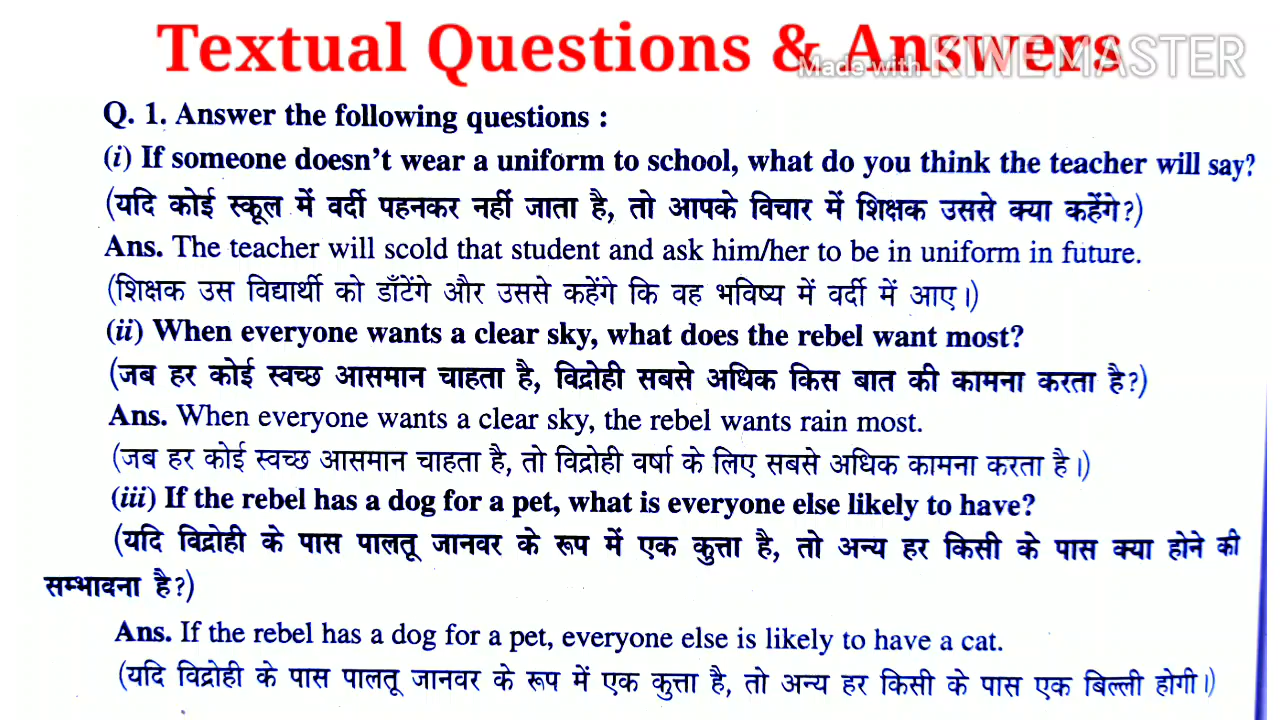 Textual Questions & Answers
Made with KINEMASTER
Q. 1. Answer the following questions :
(i) If someone doesn't wear a uniform to school, what do you think the teacher will say?
(यदि कोई स्कूल में वर्दी पहनकर नहीं जाता है, तो आपके विचार में शिक्षक उससे क्या कहेंगे?)
Ans. The teacher will scold that student and ask him/her to be in uniform in future.
(शिक्षक उस विद्यार्थी को डाँटेंगे और उससे कहेंगे कि वह भविष्य में वर्दी में आए।)
(ii) When everyone wants a clear sky, what does the rebel want most?
(जब हर कोई स्वच्छ आसमान चाहता है, विद्रोही सबसे अधिक किस बात की कामना करता है?)
Ans. When everyone wants a clear sky, the rebel wants rain most.
(जब हर कोई स्वच्छ आसमान चाहता है, तो विद्रोही वर्षा के लिए सबसे अधिक कामना करता है।)
(iii) If the rebel has a dog for a pet, what is everyone else likely to have?
(यदि विद्रोही के पास पालतू जानवर के रूप में एक कुत्ता है, तो अन्य हर किसी के पास क्या होने की
सम्भावना है?)
Ans. If the rebel has a dog for a pet, everyone else is likely to have a cat.
(यदि विद्रोही के पास पालतू जानवर के रूप में एक कुत्ता है, तो अन्य हर किसी के पास एक बिल्ली होगी।)